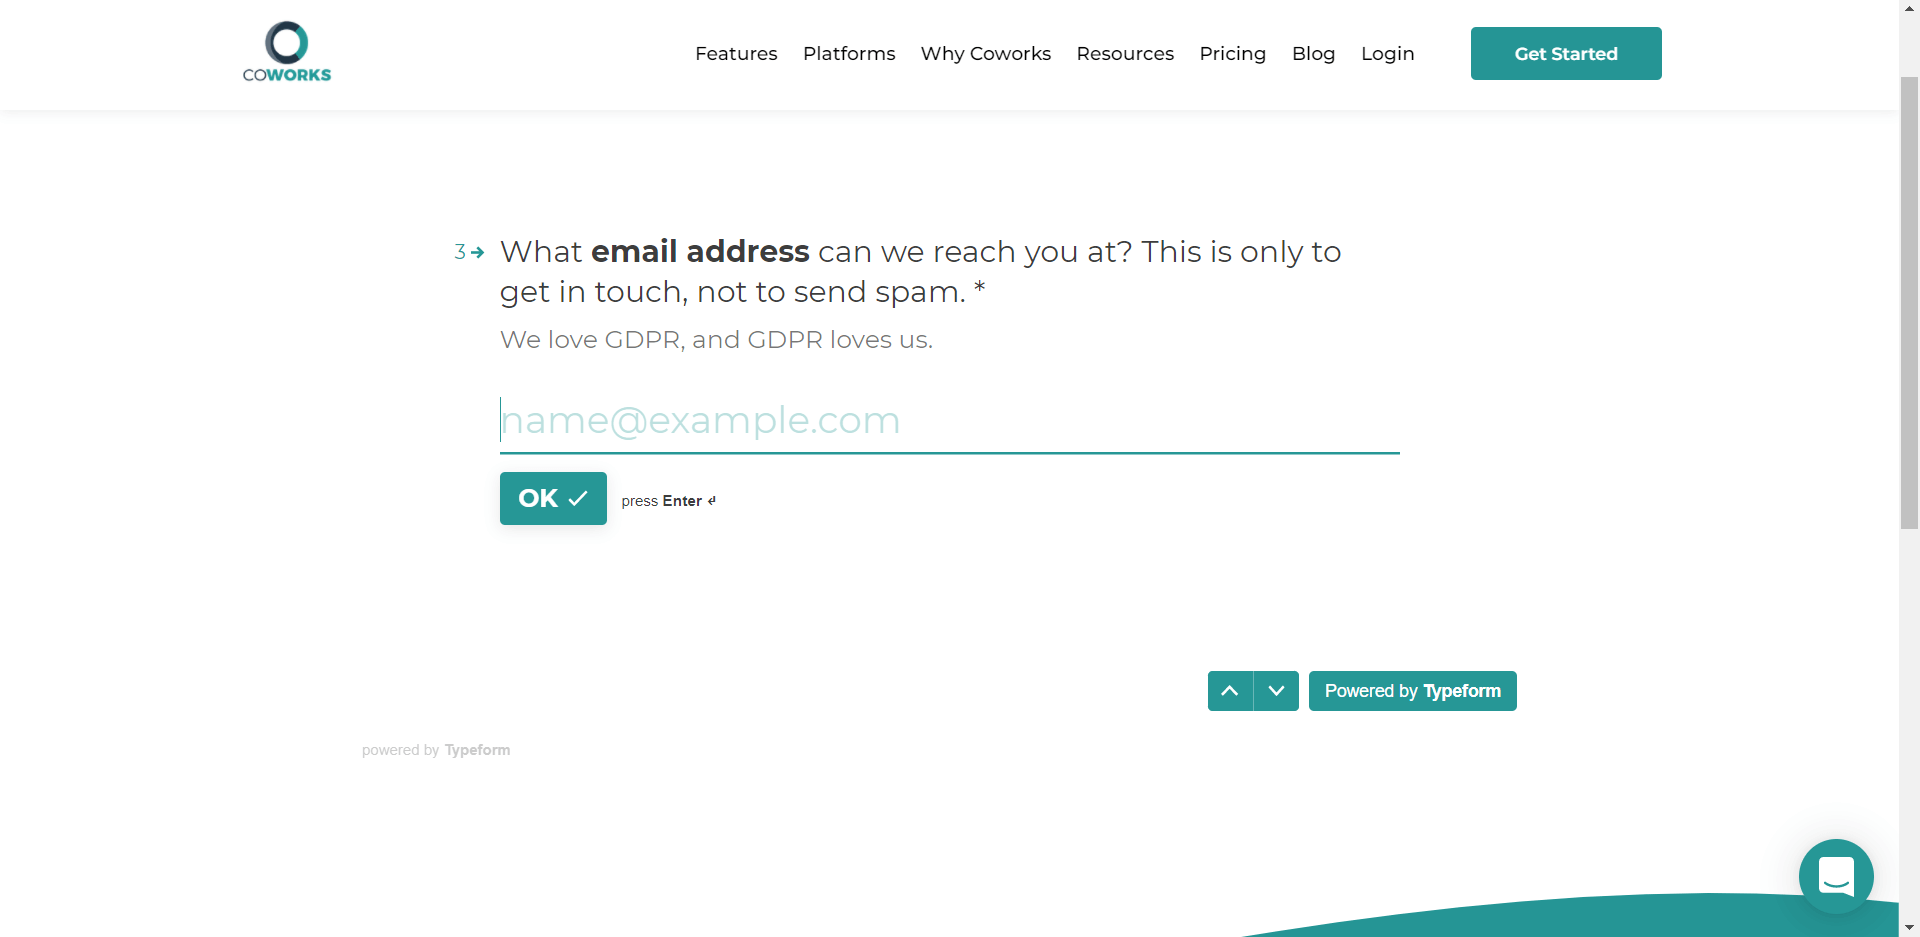 COWORKS
Features Platforms Why Coworks Resources Pricing Blog Login Get Started
3 What email address can we reach you at? This is only to
get in touch, not to send spam. *
We love GDPR, and GDPR loves us.
name@example.com
OK press Enter
Powered by Typeform
powered by Typeform